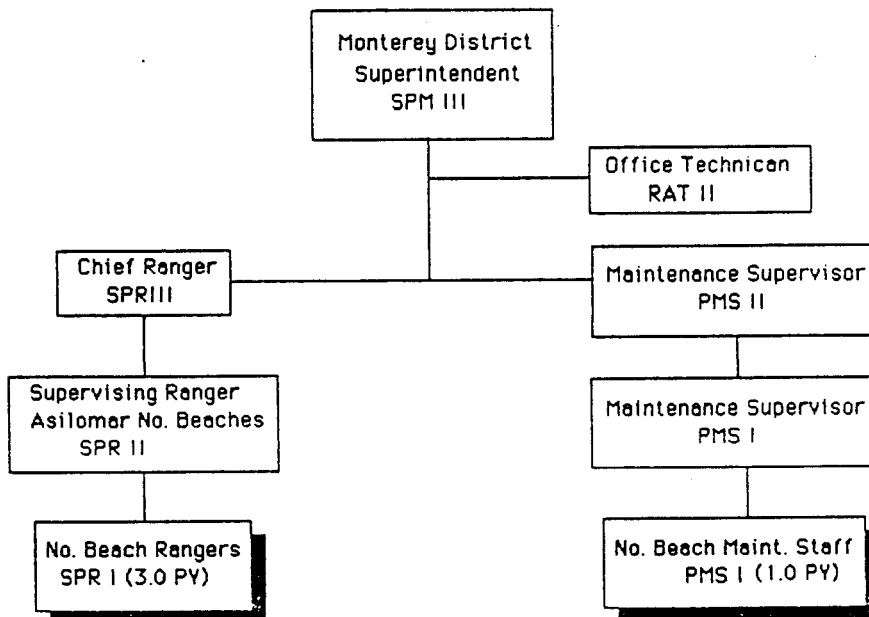 Monterey District
Superintendent
SPM III
Office Technican
RAT II
Chief Ranger
SPRIII
Maintenance Supervisor
PMS II
Supervising Ranger
Asilomar No. Beaches
SPR II
Maintenance Supervisor
PMS I
No. Beach Rangers
SPR I (3.0 PY)
No. Beach Maint. Staff
PMS I (1.0 PY)